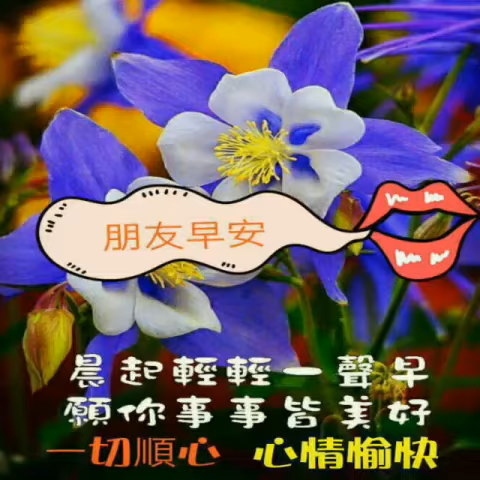 朋友早安
晨起輕輕一聲早
願你事事皆美好
一切順心 心情愉快